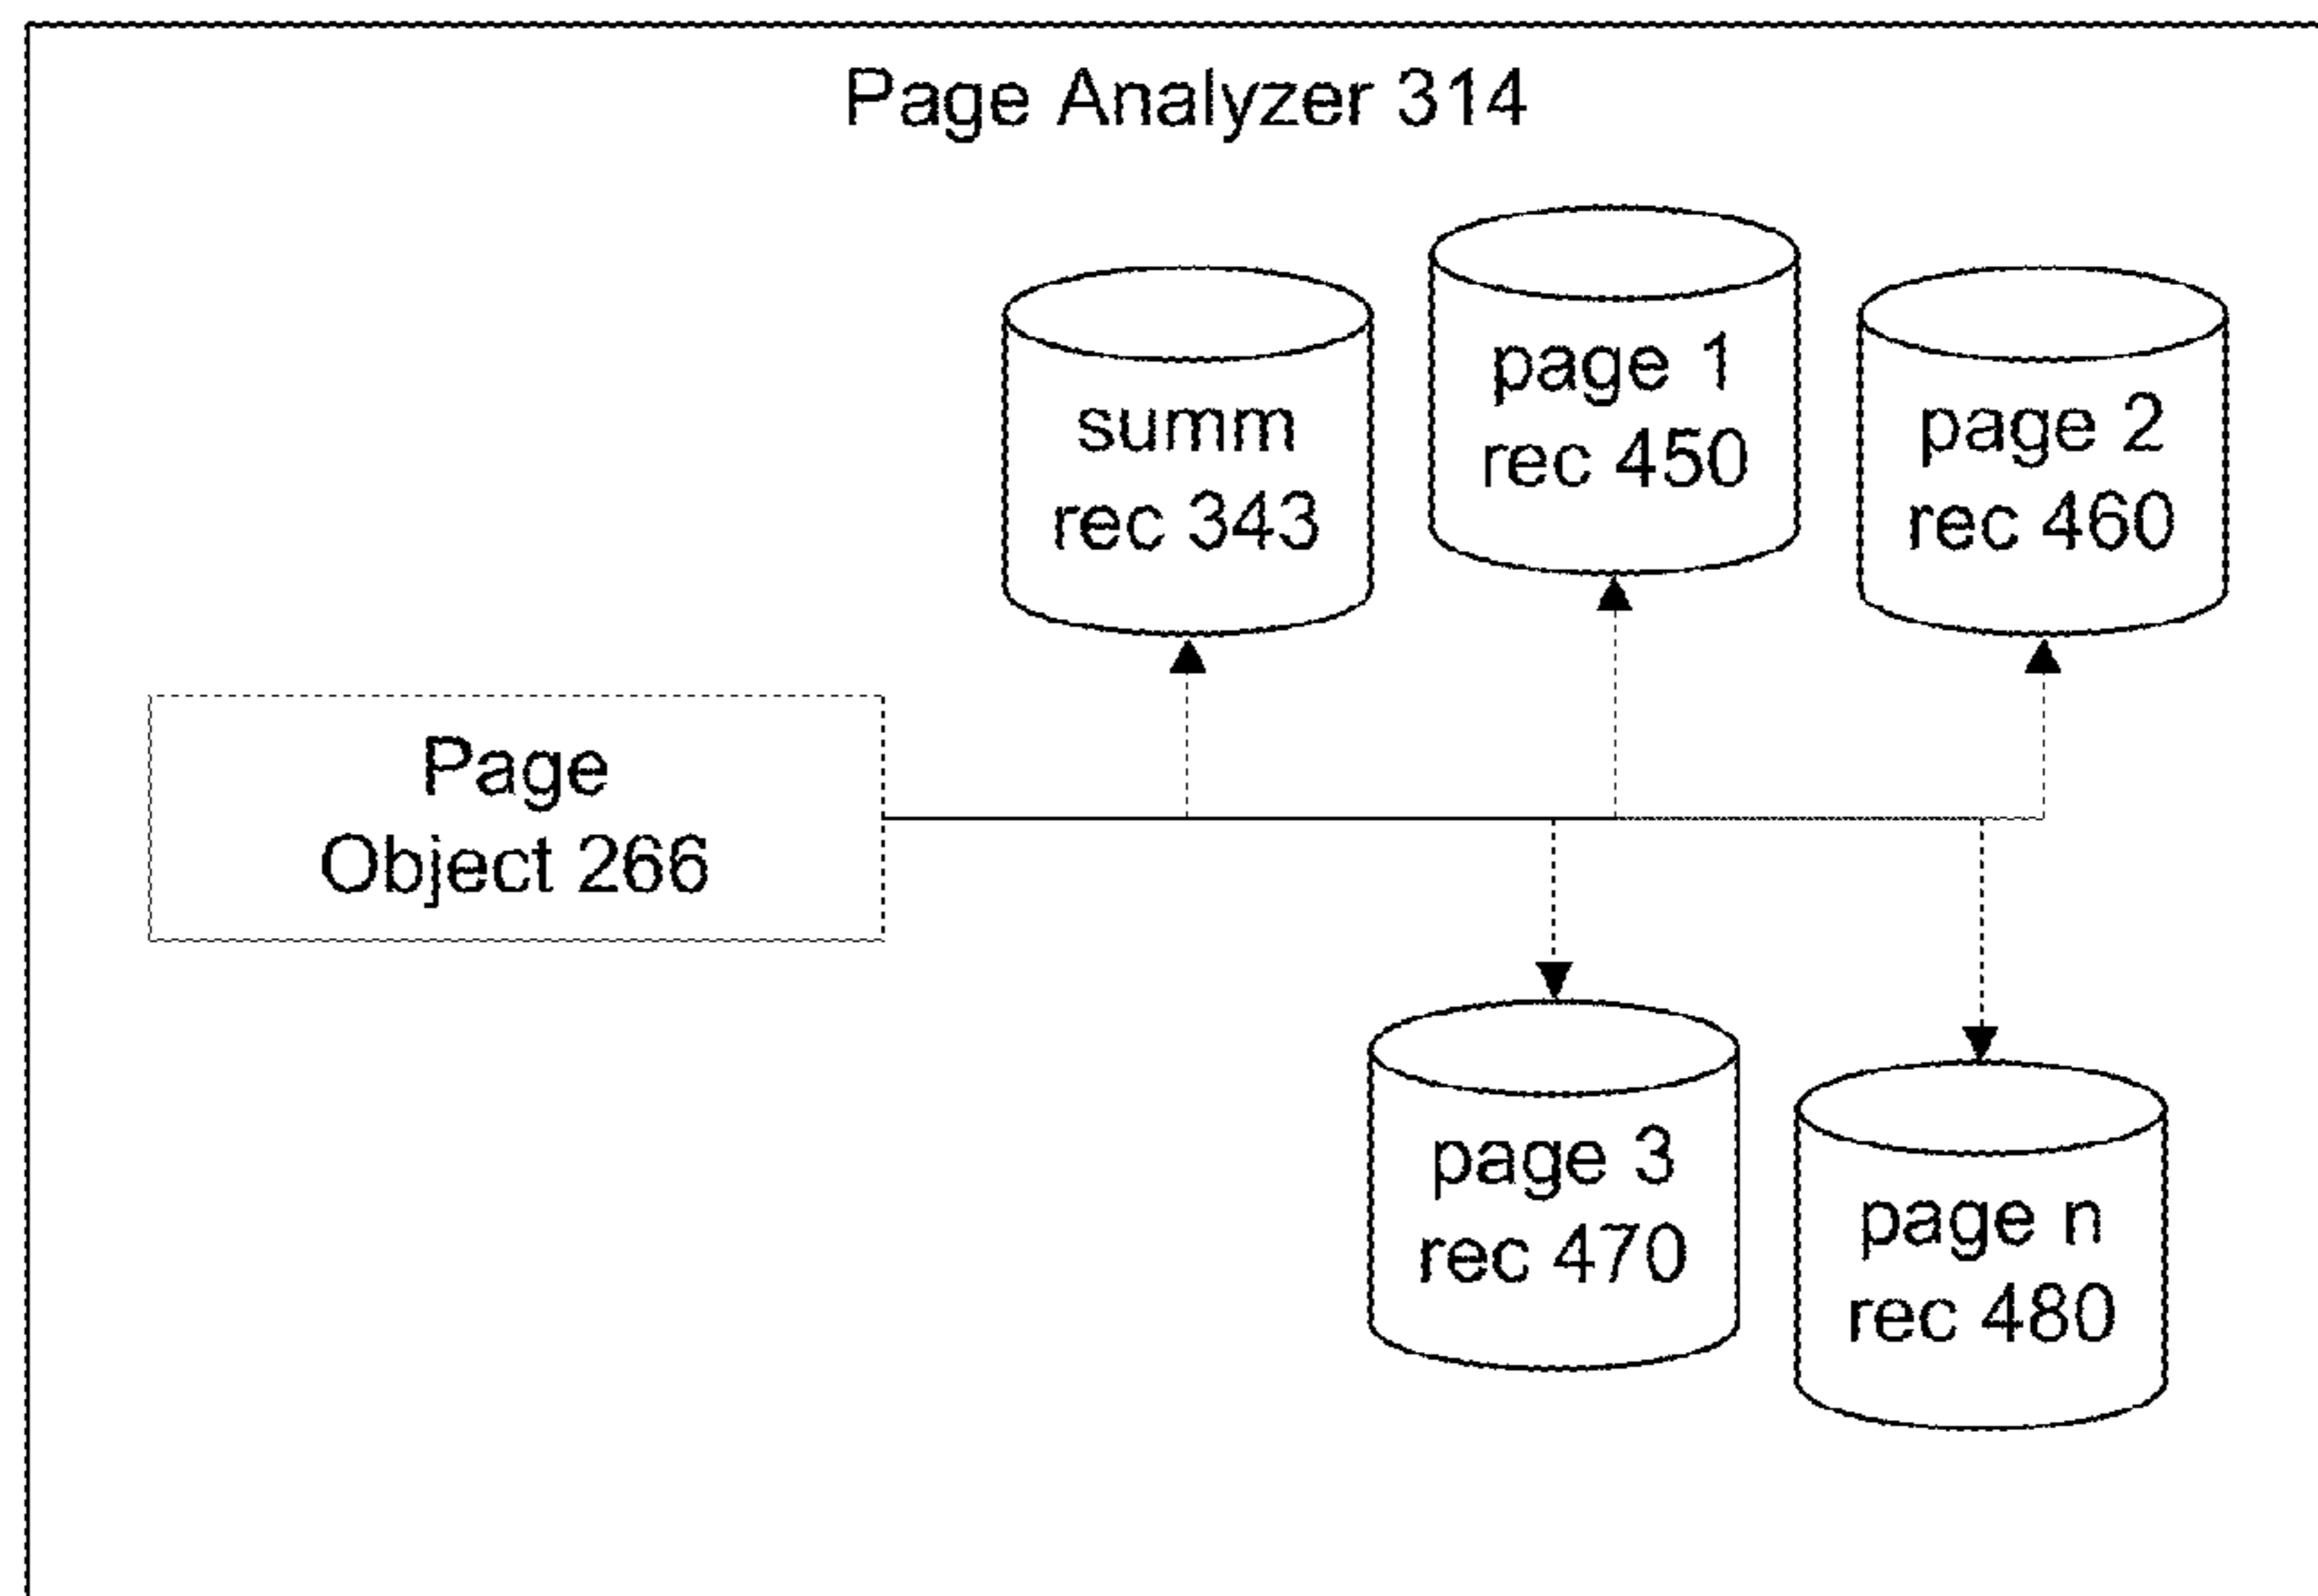 Page Analyzer 314
summ
rec 343
page 1
rec 450
page 2
rec 460
Page
Object 266
page 3
rec 470
page n
rec 480